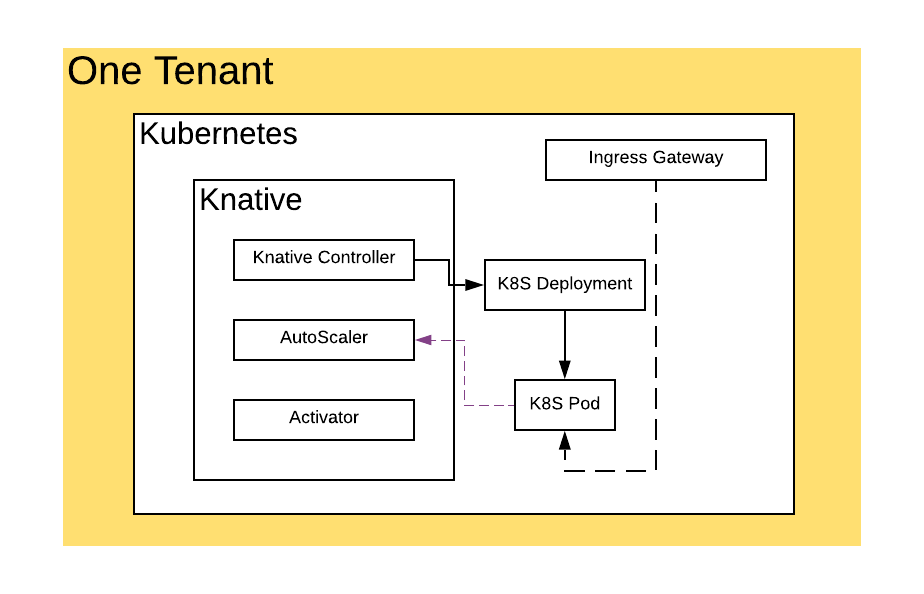 One Tenant
Kubernetes
Ingress Gateway
Knative
Knative Controller
K8S Deployment
AutoScaler
K8S Pod
Activator